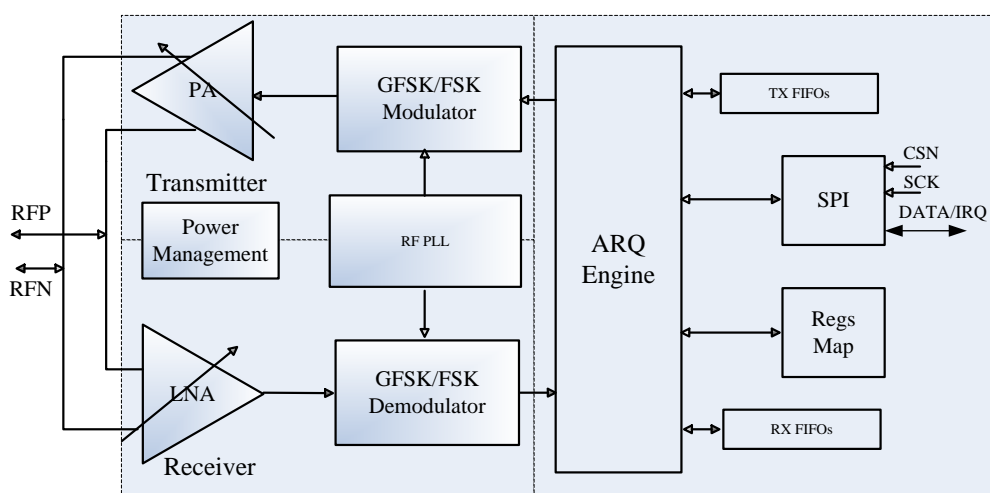 PA
GFSK/FSK
Modulator
TX FIFOs
Transmitter
CSN
SCK
SPI
DATA/IRQ
RFP
Power
Management
RF PLL
ARQ
Engine
RFN
Regs
Map
LNA
GFSK/FSK
Demodulator
RX FIFOs
Receiver